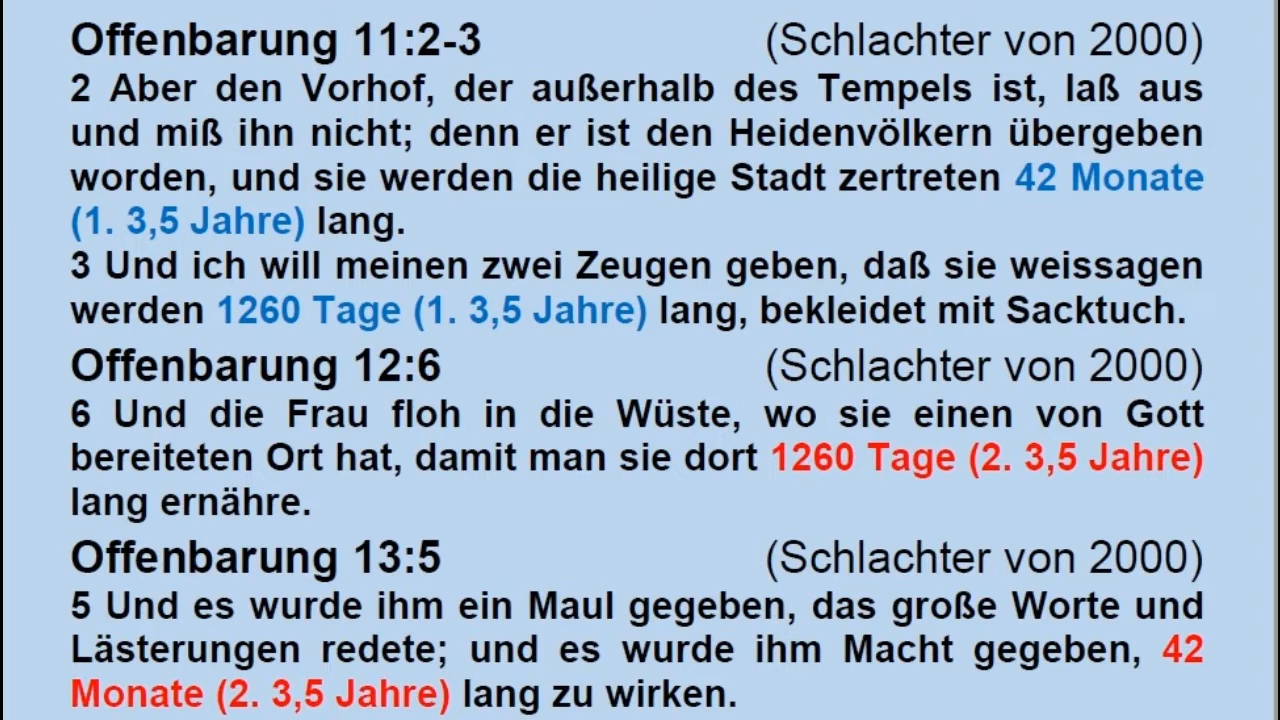 Offenbarung 11:2-3 (Schlachter von 2000)
2 Aber den Vorhof, der außerhalb des Tempels ist, laß aus
und miß ihn nicht; denn er ist den Heidenvölkern übergeben
worden, und sie werden die heilige Stadt zertreten 42 Monate
(1. 3,5 Jahre) lang.
3 Und ich will meinen zwei Zeugen geben, daß sie weissagen
werden 1260 Tage (1. 3,5 Jahre) lang, bekleidet mit Sacktuch.
Offenbarung 12:6 (Schlachter von 2000)
6 Und die Frau floh in die Wüste, wo sie einen von Gott
bereiteten Ort hat, damit man sie dort 1260 Tage (2. 3,5 Jahre)
lang ernähre.
Offenbarung 13:5 (Schlachter von 2000)
5 Und es wurde ihm ein Maul gegeben, das große Worte und
Lästerungen redete; und es wurde ihm Macht gegeben, 42
Monate (2. 3,5 Jahre) lang zu wirken.